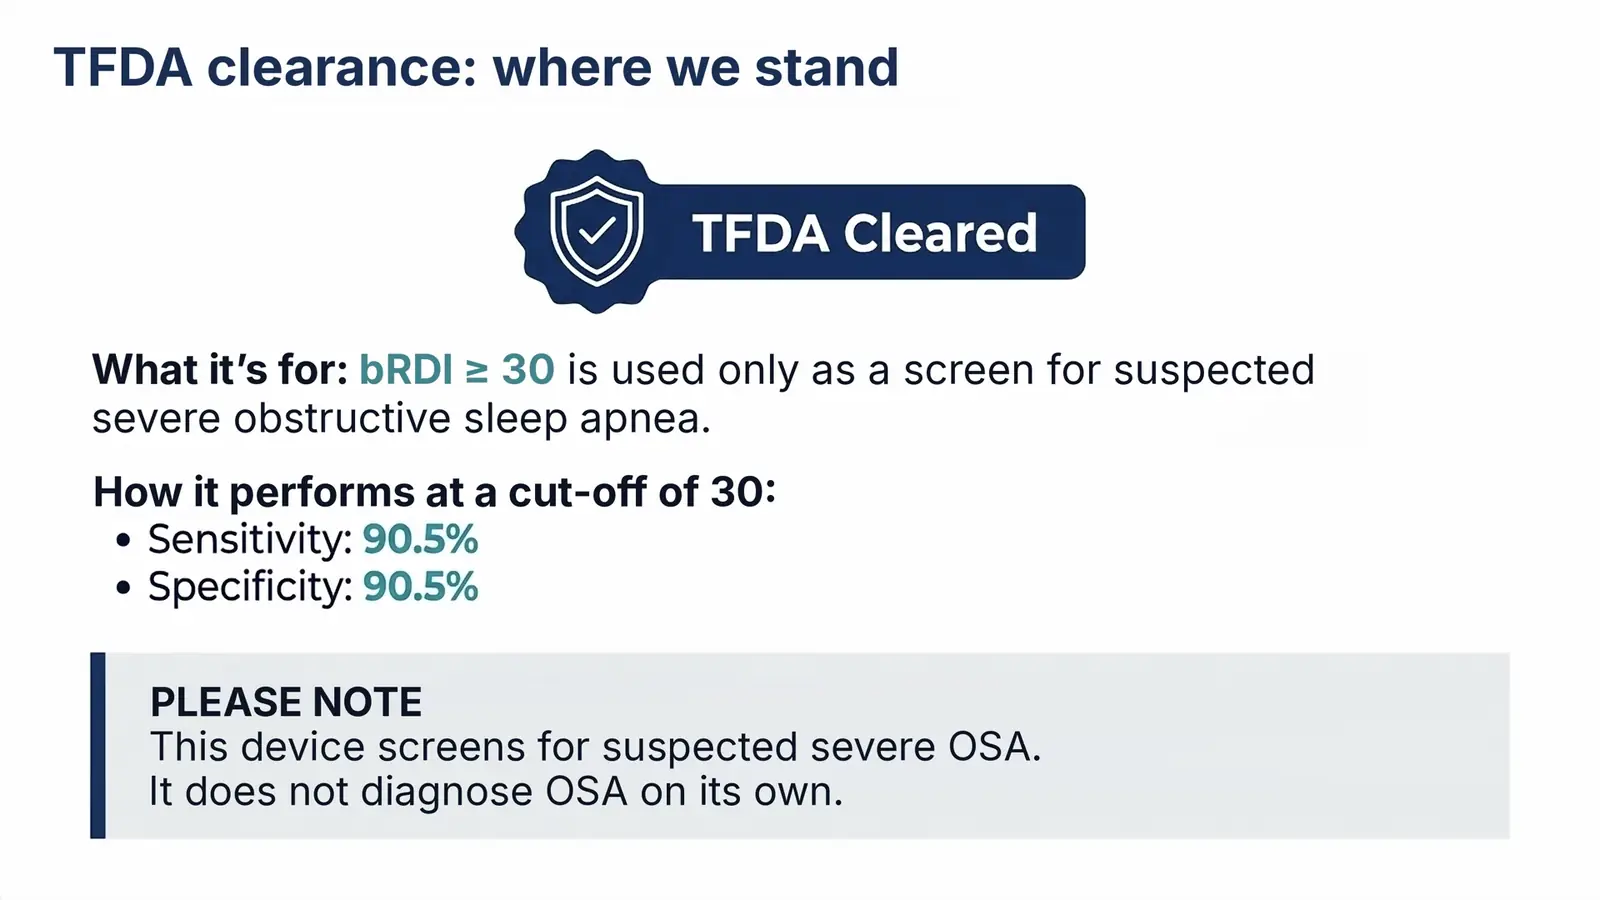 TFDA clearance: where we stand
TFDA Cleared
What it’s for: bRDI ≥ 30 is used only as a screen for suspected
severe obstructive sleep apnea.
How it performs at a cut-off of 30:
• Sensitivity: 90.5%
• Specificity: 90.5%
PLEASE NOTE
This device screens for suspected severe OSA.
It does not diagnose OSA on its own.